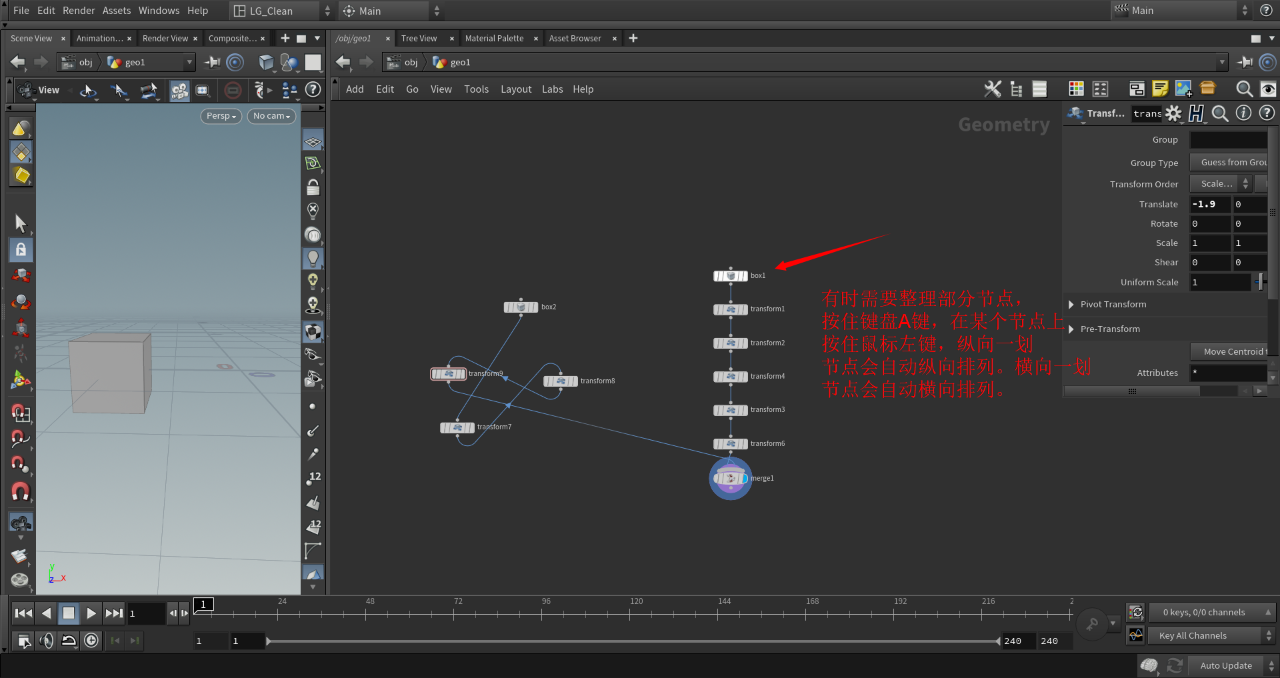 File Edit Render Assets Windows Help LG_Clean Main Main
Scene View Animation... Render View Composite... /obj/geo1 Tree View Material Palette Asset Browser
obj geo1 obj geo1
View Add Edit Go View Tools Layout Labs Help
Persp No cam Geometry Transf... trans
Group
Group Type Guess from Grou
Transform Order Scale...
Translate -1.9 0
Rotate 0 0
Scale 1 1
Shear 0 0
Uniform Scale 1
Pivot Transform
Pre-Transform
Move Centroid
Attributes *
box1
transform1
transform2
transform4
transform3
transform6
merge1
box2
transform9
transform8
transform7
有时需要整理部分节点，
按住键盘A键，在某个节点上
按住鼠标左键，纵向一划
节点会自动纵向排列。横向一划
节点会自动横向排列。
12
12
y
z x
1 1 24 48 72 96 120 144 168 192 216 2
0 keys, 0/0 channels
1 1 240 240 Key All Channels
Auto Update